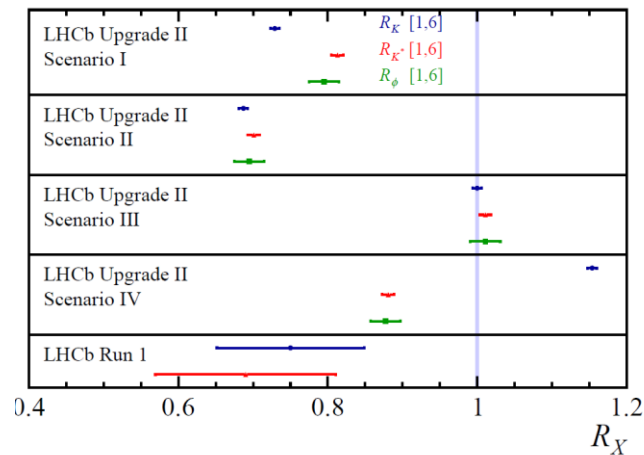 LHCb Upgrade II
Scenario I
R_K [1,6]
R_K* [1,6]
R_ϕ [1,6]
LHCb Upgrade II
Scenario II
LHCb Upgrade II
Scenario III
LHCb Upgrade II
Scenario IV
LHCb Run 1
0.4 0.6 0.8 1 1.2
R_X